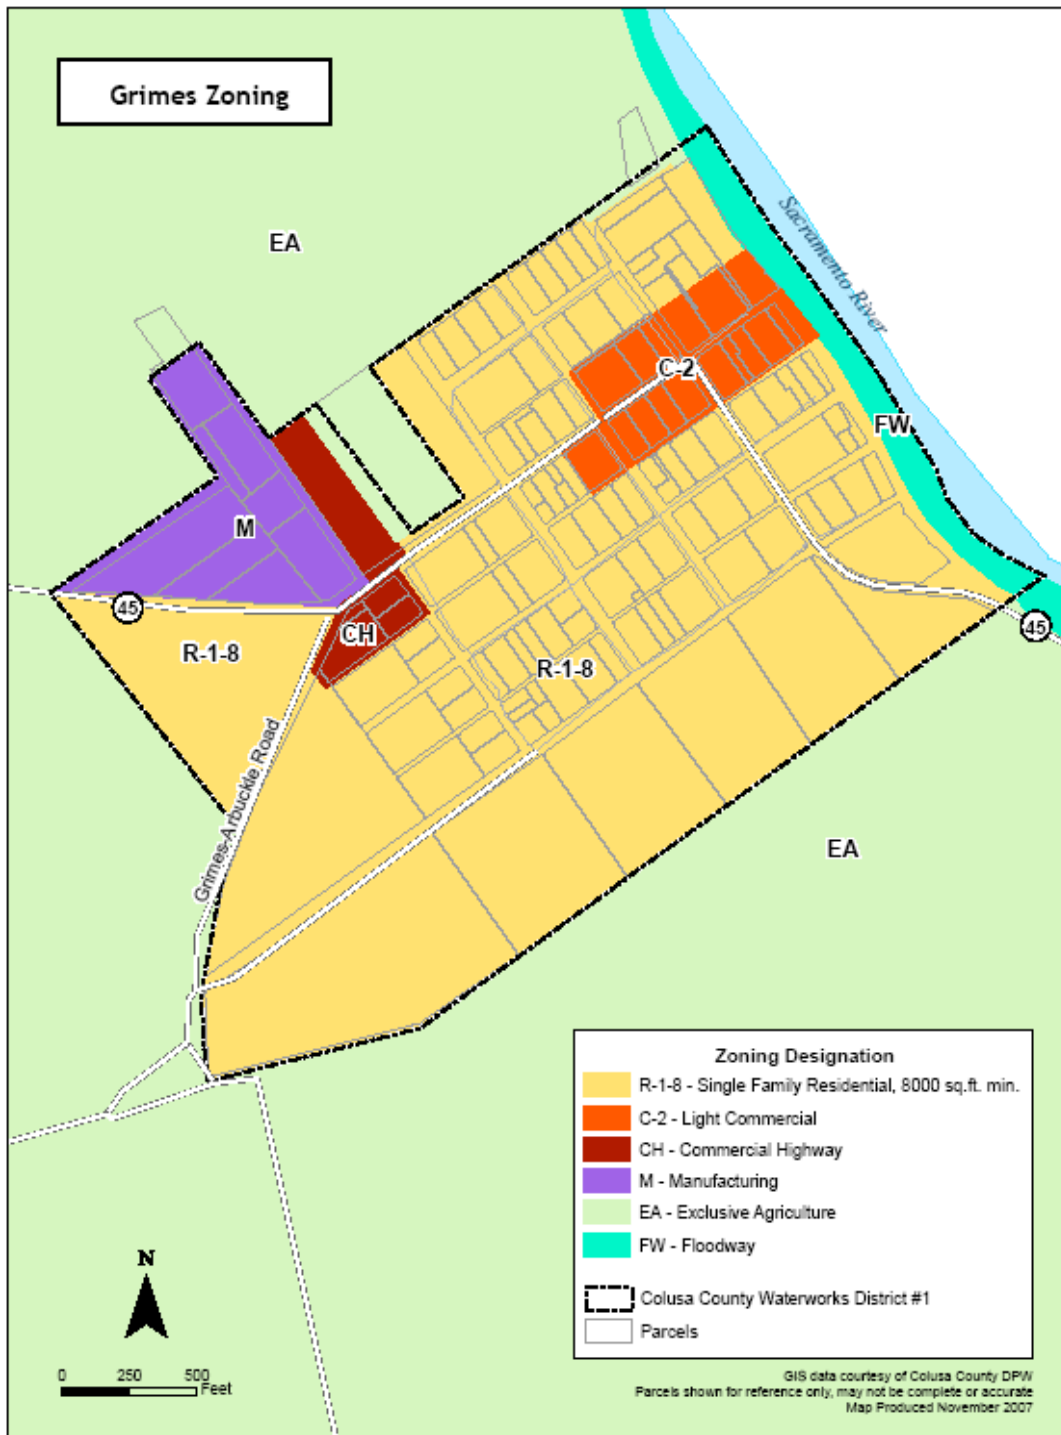 Grimes Zoning
EA
Sacramento River
C-2
FW
M
45
CH
R-1-8
R-1-8
45
Grimes-Arbuckle Road
EA
Zoning Designation
R-1-8 - Single Family Residential, 8000 sq.ft. min.
C-2 - Light Commercial
CH - Commercial Highway
M - Manufacturing
EA - Exclusive Agriculture
FW - Floodway
Colusa County Waterworks District #1
Parcels
N
0 250 500
Feet
GIS data courtesy of Colusa County DPW
Parcels shown for reference only, may not be complete or accurate
Map Produced November 2007